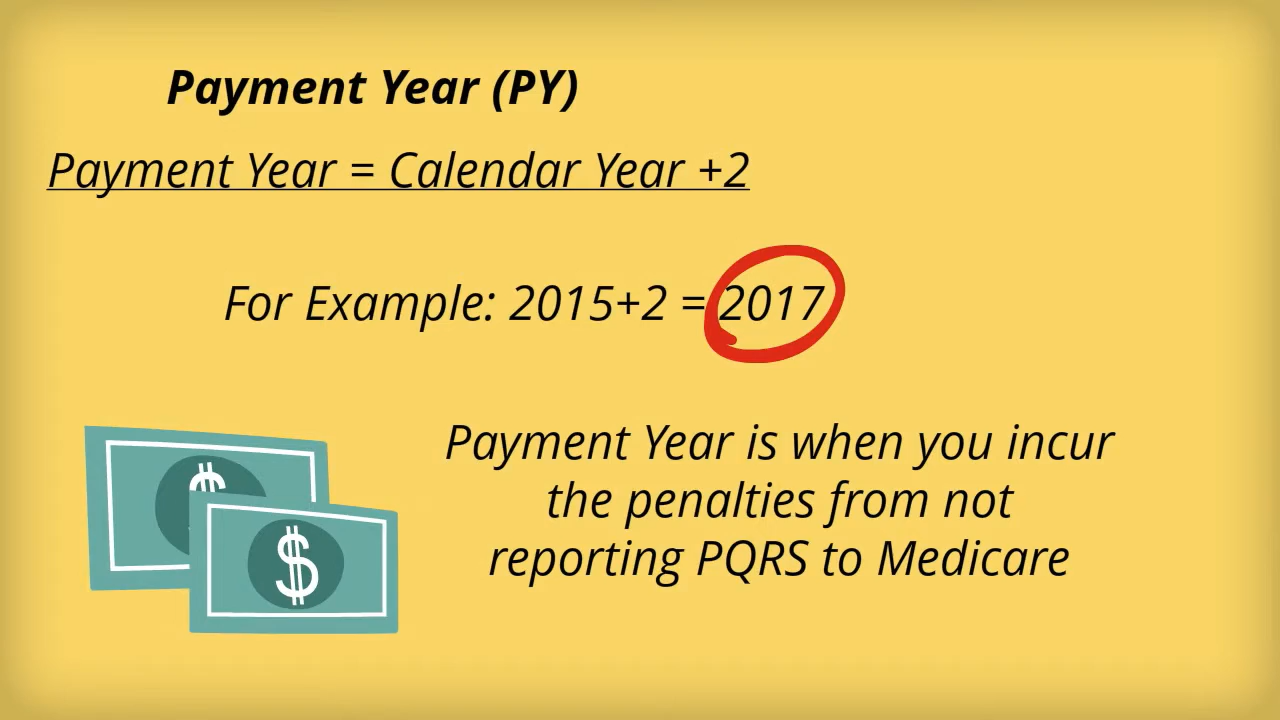 Payment Year (PY)
Payment Year = Calendar Year +2
For Example: 2015+2 = 2017
$
$
Payment Year is when you incur
the penalties from not
reporting PQRS to Medicare